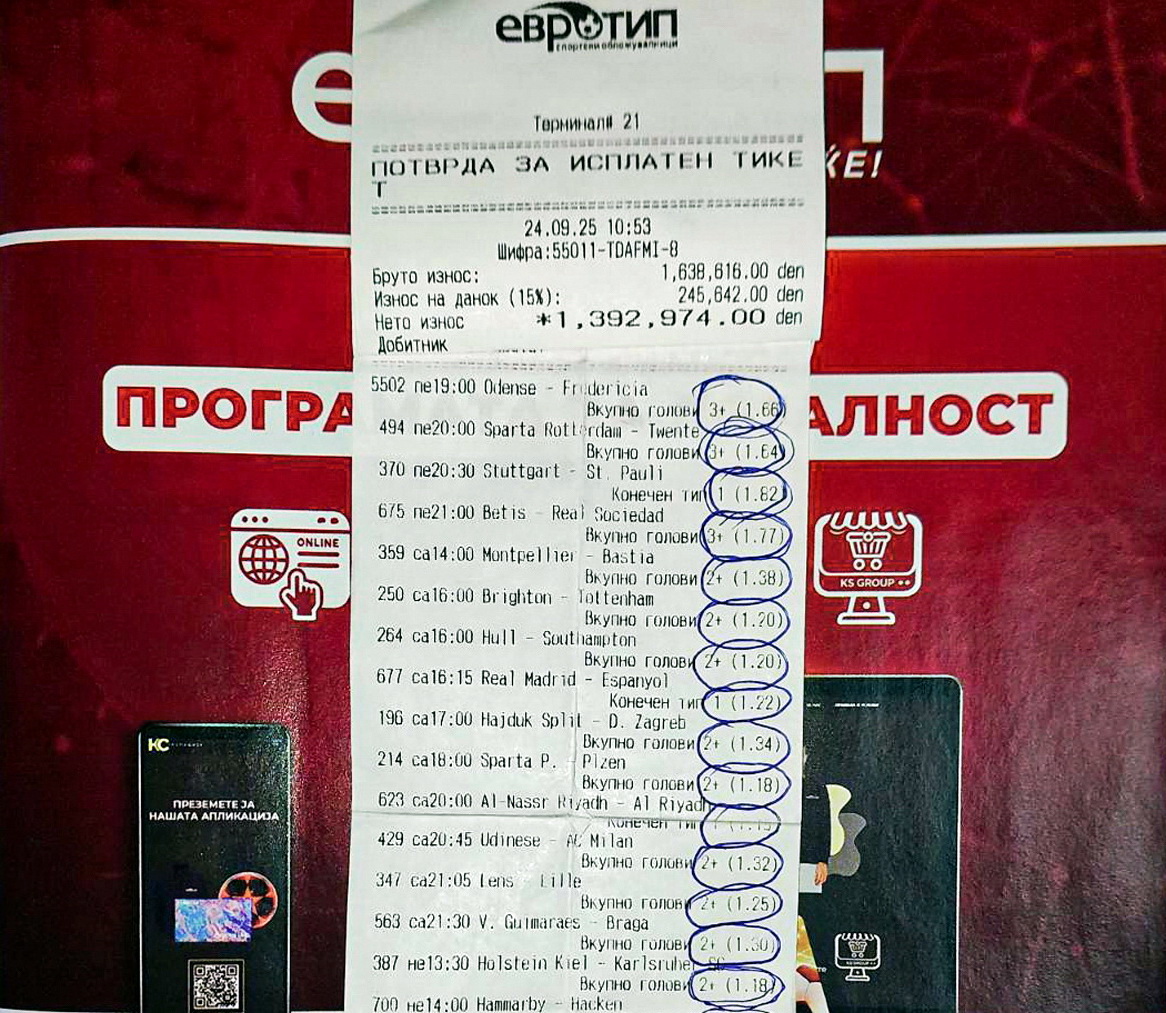 евротип
спортски обложувалници
Терминал# 21
ПОТВРДА ЗА ИСПЛАТЕН ТИКЕ
Т
24.09.25 10:53
Шифра:55011-TDAFMI-8
Бруто износ: 1,638,616.00 den
Износ на данок (15%): 245,642.00 den
Нето износ *1,392,974.00 den
Добитник
5502 пе19:00 Odense - Fredericia
Вкупно голови 3+ (1.66)
494 пе20:00 Sparta Rotterdam - Twente
Вкупно голови 3+ (1.64)
370 пе20:30 Stuttgart - St. Pauli
Конечен тип 1 (1.82)
675 пе21:00 Betis - Real Sociedad
Вкупно голови 3+ (1.77)
359 са14:00 Montpellier - Bastia
Вкупно голови 2+ (1.38)
250 са16:00 Brighton - Tottenham
Вкупно голови 2+ (1.20)
264 са16:00 Hull - Southampton
Вкупно голови 2+ (1.20)
677 са16:15 Real Madrid - Espanyol
Конечен тип 1 (1.22)
196 са17:00 Hajduk Split - D. Zagreb
Вкупно голови 2+ (1.34)
214 са18:00 Sparta P. - Plzen
Вкупно голови 2+ (1.18)
623 са20:00 Al-Nassr Riyadh - Al Riyadh
Конечен тип 1
429 са20:45 Udinese - AC Milan
Вкупно голови 2+ (1.32)
347 са21:05 Lens - Lille
Вкупно голови 2+ (1.25)
563 са21:30 V. Guimaraes - Braga
Вкупно голови 2+ (1.30)
387 не13:30 Holstein Kiel - Karlsruher SC
Вкупно голови 2+ (1.18)
700 не14:00 Hammarby - Hacken
ПРОГР
АЛНОСТ
ЌЕ!
ONLINE
KS GROUP
КС
ПРЕЗЕМЕТЕ ЈА
НАШАТА АПЛИКАЦИЈА
KS GROUP